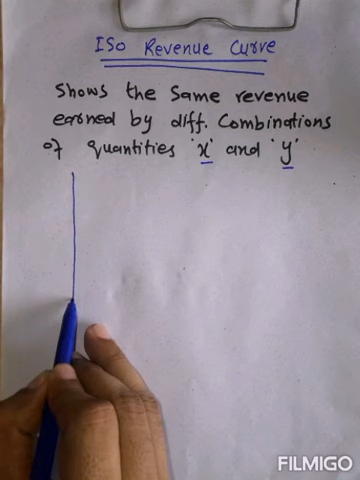 Iso Revenue Curve
Shows the Same revenue
earned by diff. Combinations
of quantities 'x' and 'y'
FILMIGO